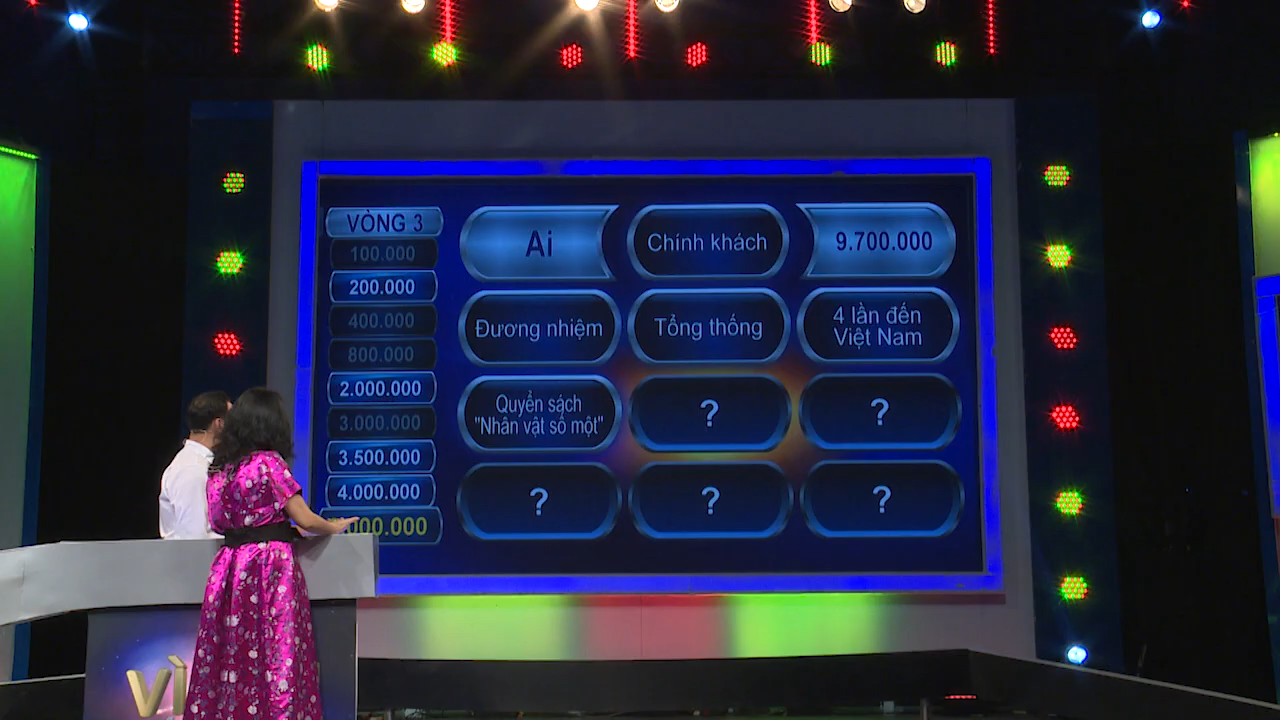 VÒNG 3
100.000
200.000
400.000
800.000
2.000.000
3.000.000
3.500.000
4.000.000
Ai
Chính khách
9.700.000
Đương nhiệm
Tổng thống
4 lần đến
Việt Nam
Quyển sách
"Nhân vật số một"
?
?
?
?
?
VÌ